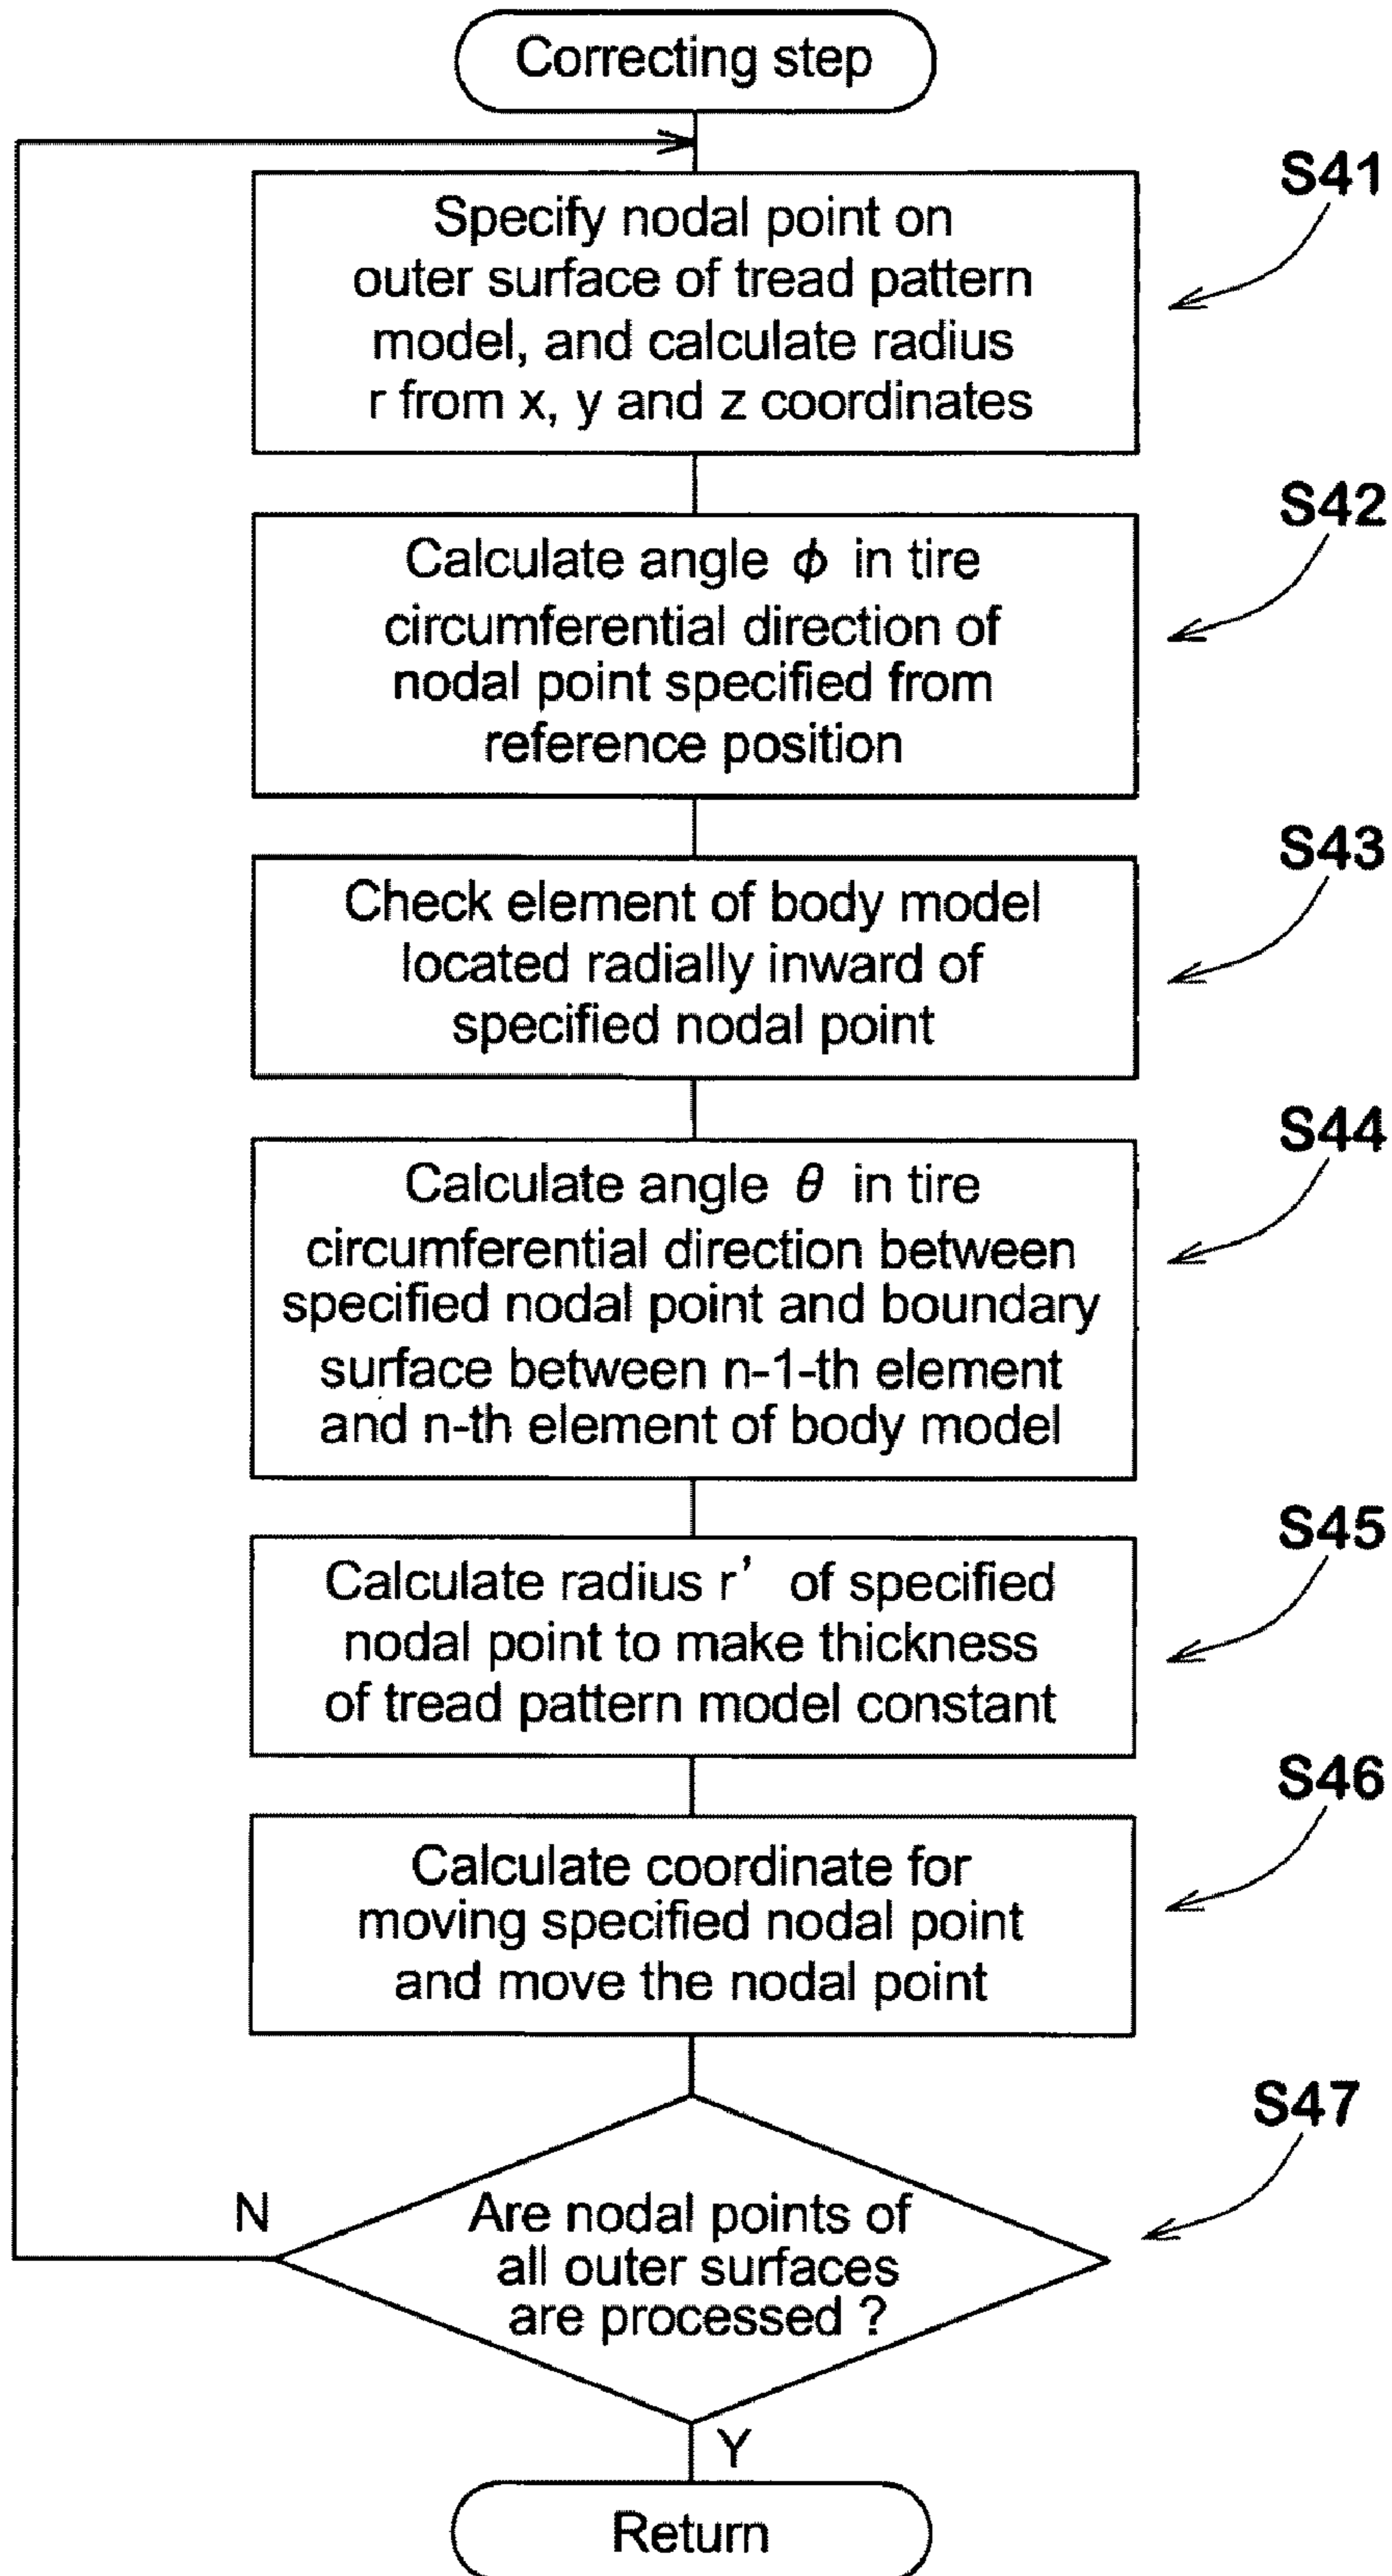 Correcting step
S41
Specify nodal point on
outer surface of tread pattern
model, and calculate radius
r from x, y and z coordinates
S42
Calculate angle ϕ in tire
circumferential direction of
nodal point specified from
reference position
S43
Check element of body model
located radially inward of
specified nodal point
S44
Calculate angle θ in tire
circumferential direction between
specified nodal point and boundary
surface between n-1-th element
and n-th element of body model
S45
Calculate radius r' of specified
nodal point to make thickness
of tread pattern model constant
S46
Calculate coordinate for
moving specified nodal point
and move the nodal point
S47
N
Are nodal points of
all outer surfaces
are processed ?
Y
Return